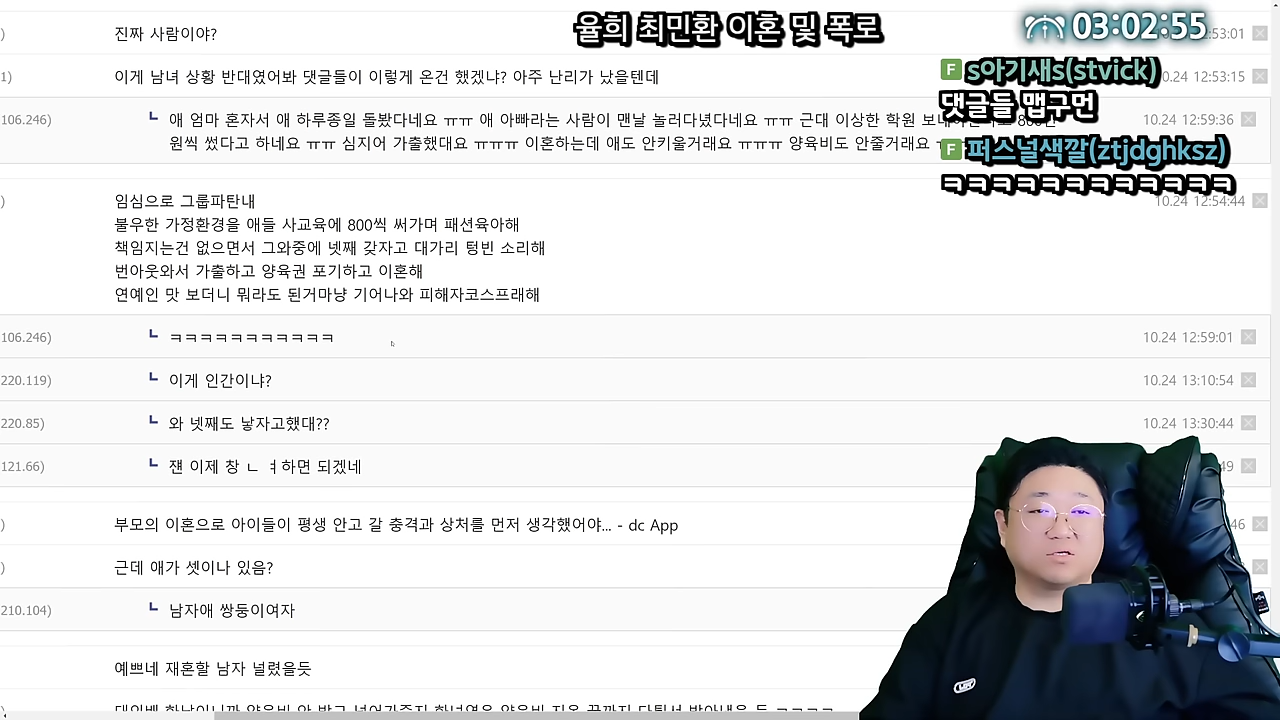 율희 최민환 이혼 및 폭로
03:02:55
진짜 사람이야?
53:01
F s아기새s(stvick)
댓글들 맵구먼
F 퍼스널색깔(ztjdghksz)
ㅋㅋㅋㅋㅋㅋㅋㅋㅋㅋㅋㅋ
1) 이게 남녀 상황 반대였어봐 댓글들이 이렇게 온건 했겠냐? 아주 난리가 났을텐데 10.24 12:53:15
106.246) 애 엄마 혼자서 애 하루종일 돌봤다네요 ㅠㅠ 애 아빠라는 사람이 맨날 놀러다녔다네요 ㅠㅠ 근대 이상한 학원 10.24 12:59:36
원씩 썼다고 하네요 ㅠㅠ 심지어 가출했대요 ㅠㅠㅠ 이혼하는데 애도 안키울거래요 ㅠㅠㅠ 양육비도 안줄거래요
임심으로 그룹파탄내 10.24 12:54:44
불우한 가정환경을 애들 사교육에 800씩 써가며 패션육아해
책임지는건 없으면서 그와중에 넷째 갖자고 대가리 텅빈 소리해
번아웃와서 가출하고 양육권 포기하고 이혼해
연예인 맛 보더니 뭐라도 된거마냥 기어나와 피해자코스프래해
106.246) ㅋㅋㅋㅋㅋㅋㅋㅋㅋㅋㅋ 10.24 12:59:01
220.119) 이게 인간이냐? 10.24 13:10:54
220.85) 와 넷째도 낳자고했대?? 10.24 13:30:44
121.66) 쟨 이제 창 ㄴ ㅕ하면 되겠네 49
부모의 이혼으로 아이들이 평생 안고 갈 충격과 상처를 먼저 생각했어야... - dc App 46
근데 애가 셋이나 있음?
210.104) 남자애 쌍둥이여자
예쁘네 재혼할 남자 널렸을듯